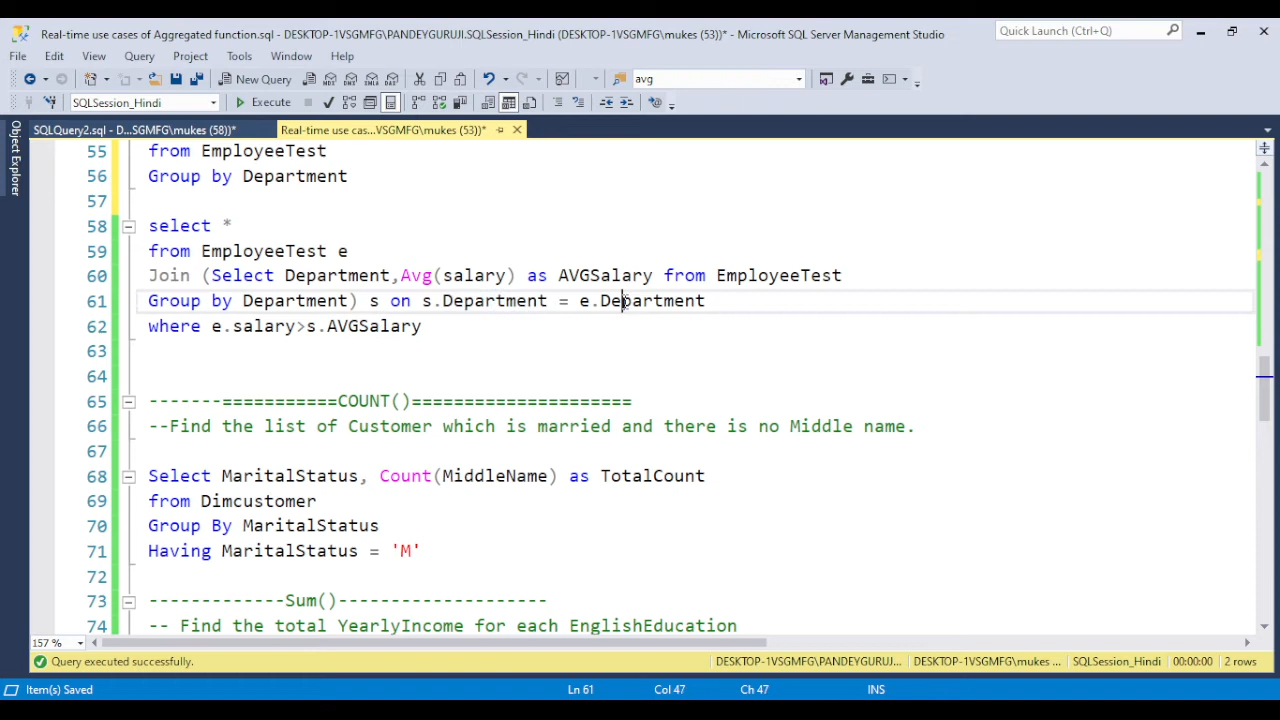 Real-time use cases of Aggregated function.sql - DESKTOP-1VSGMFG\PANDEYGURUJI.SQLSession_Hindi (DESKTOP-1VSGMFG\mukes (53))* - Microsoft SQL Server Management Studio
Quick Launch (Ctrl+Q)
File Edit View Query Project Tools Window Help
New Query avg
SQLSession_Hindi Execute
SQLQuery2.sql - D...SGMFG\mukes (58))* Real-time use cas...VSGMFG\mukes (53))*
Object Explorer
55 from EmployeeTest
56 Group by Department
57
58 select *
59 from EmployeeTest e
60 Join (Select Department,Avg(salary) as AVGSalary from EmployeeTest
61 Group by Department) s on s.Department = e.Department
62 where e.salary>s.AVGSalary
63
64
65 -------===========COUNT()=====================
66 --Find the list of Customer which is married and there is no Middle name.
67
68 Select MaritalStatus, Count(MiddleName) as TotalCount
69 from Dimcustomer
70 Group By MaritalStatus
71 Having MaritalStatus = 'M'
72
73 -------------Sum()--------------------
74 -- Find the total YearlyIncome for each EnglishEducation
157 %
Query executed successfully. DESKTOP-1VSGMFG\PANDEYGURUJI... DESKTOP-1VSGMFG\mukes ... SQLSession_Hindi 00:00:00 2 rows
Item(s) Saved Ln 61 Col 47 Ch 47 INS